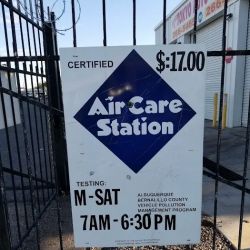 CERTIFIED
$:17.00
Air Care
Station
TESTING:
M-SAT
7AM-6:30 PM
ALBUQUERQUE
BERNALILLO COUNTY
VEHICLE POLLUTION
MANAGEMENT PROGRAM